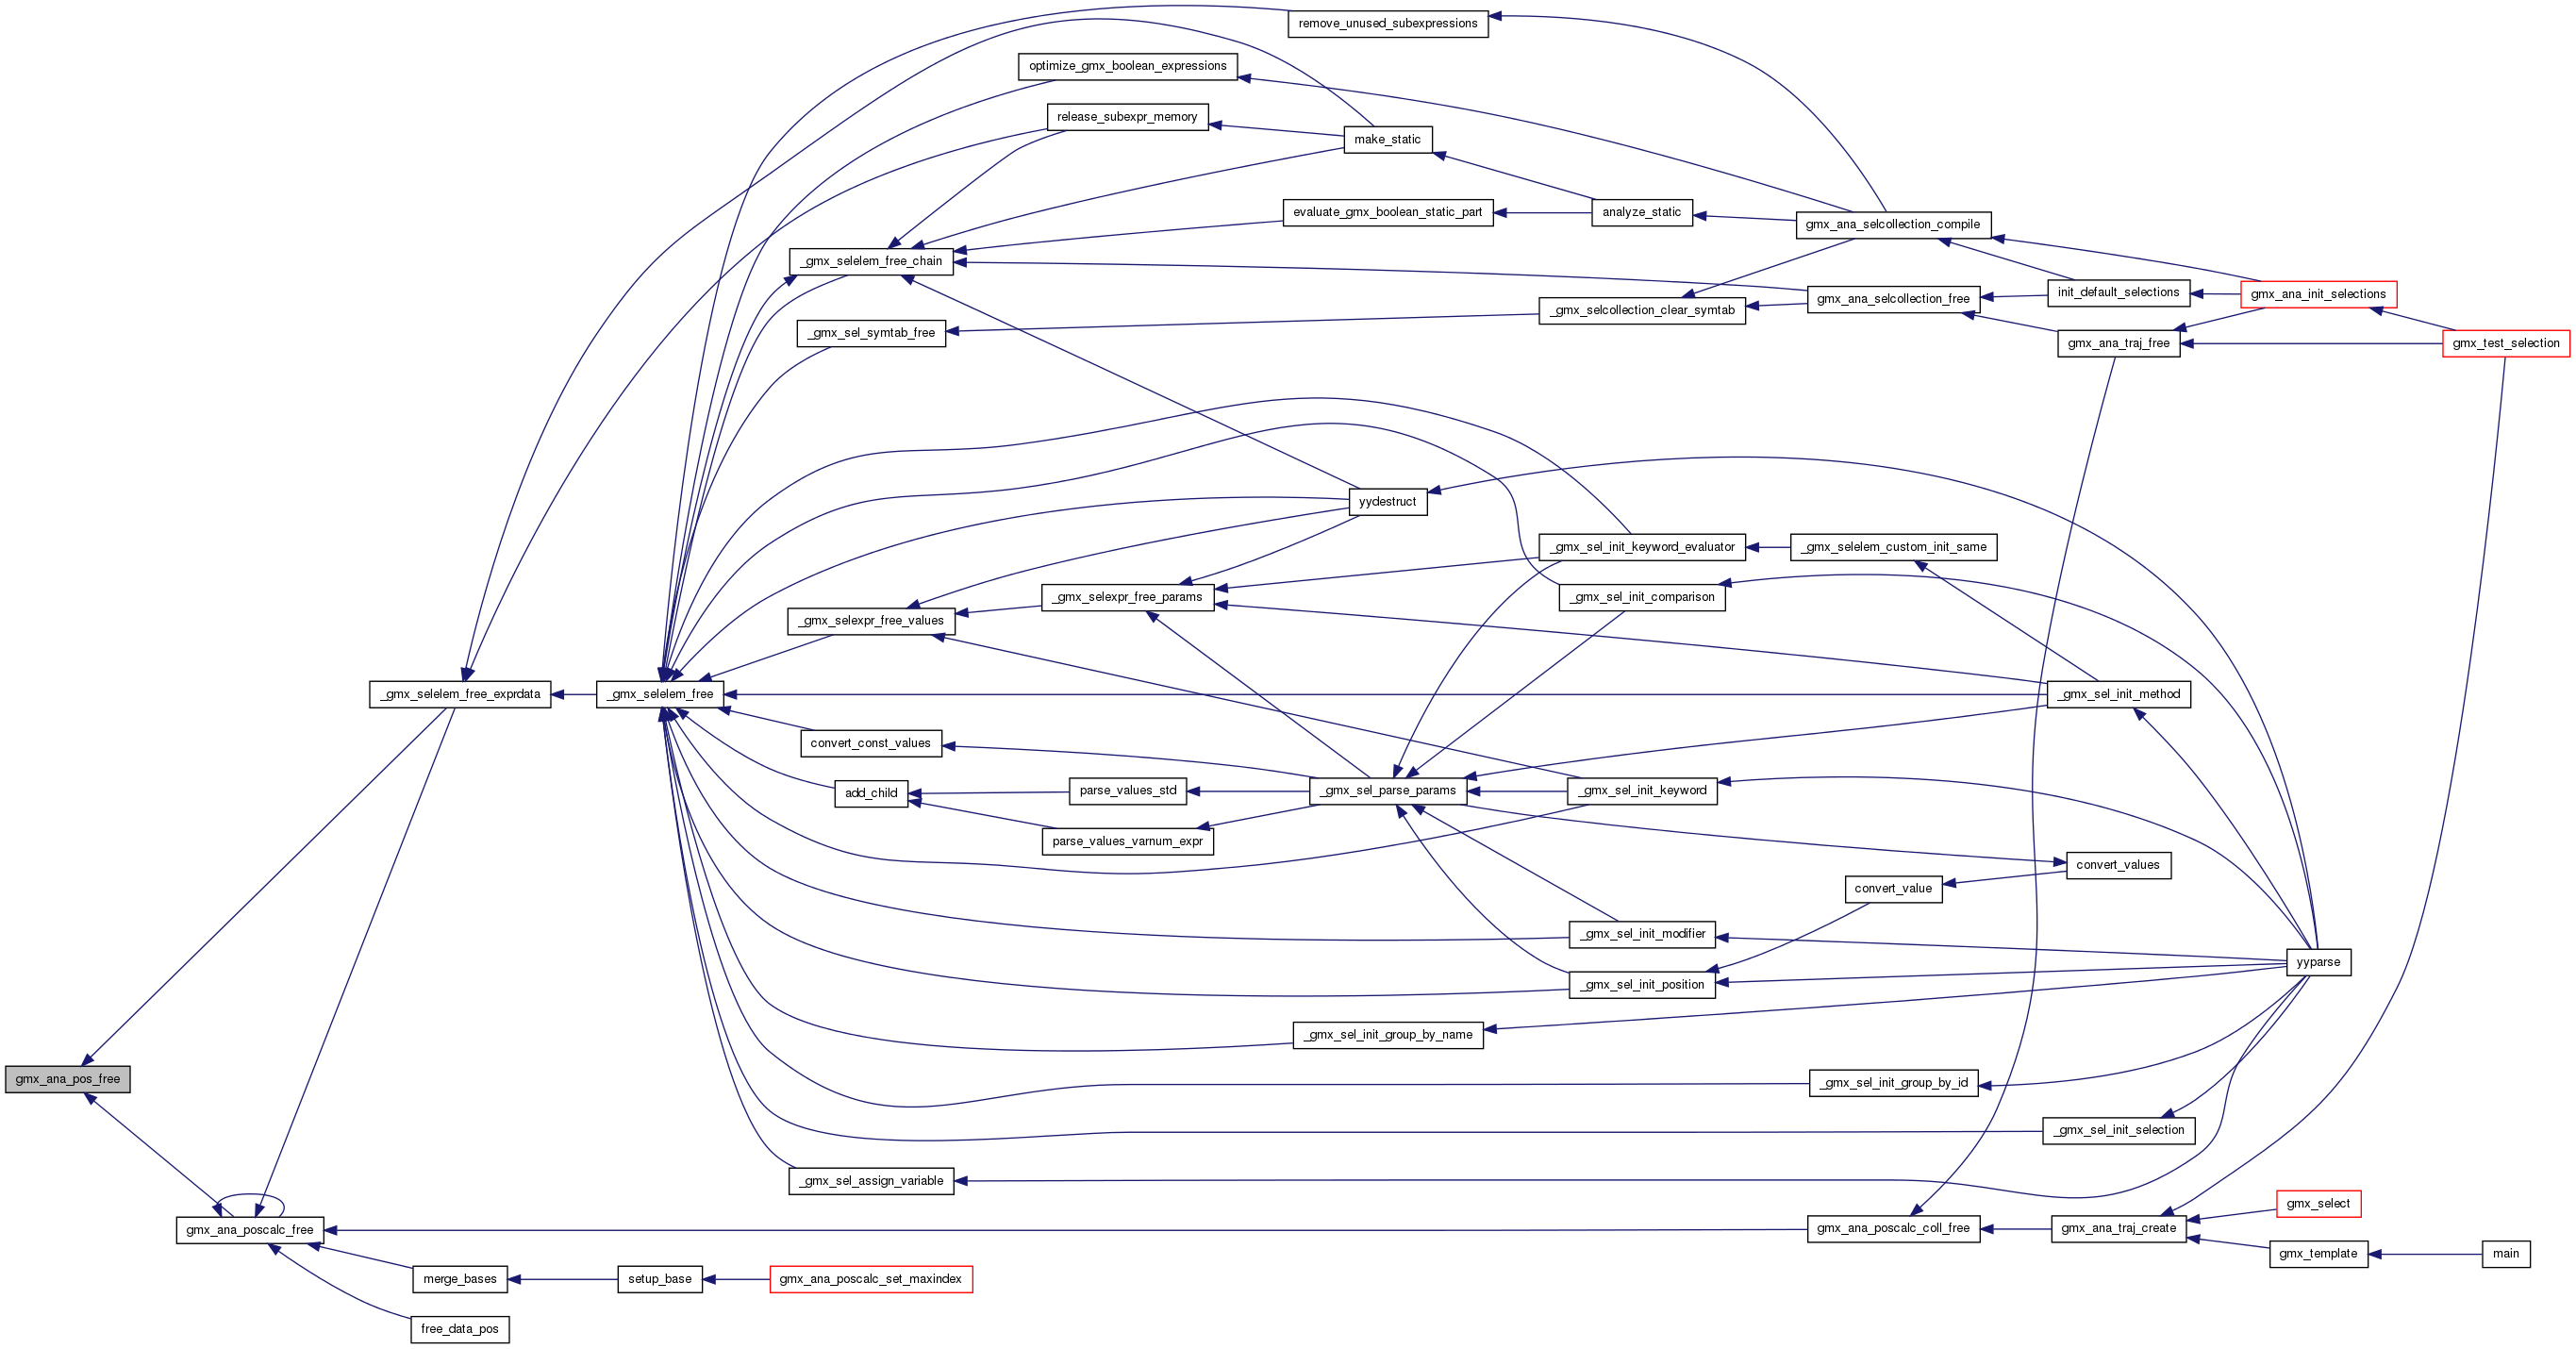 remove_unused_subexpressions
optimize_gmx_boolean_expressions
release_subexpr_memory
make_static
evaluate_gmx_boolean_static_part
analyze_static
gmx_ana_selcollection_compile
_gmx_selelem_free_chain
gmx_ana_selcollection_free
init_default_selections
gmx_ana_init_selections
_gmx_selcollection_clear_symtab
_gmx_sel_symtab_free
gmx_ana_traj_free
gmx_test_selection
yydestruct
_gmx_sel_init_keyword_evaluator
_gmx_selelem_custom_init_same
_gmx_selexpr_free_params
_gmx_sel_init_comparison
_gmx_selexpr_free_values
_gmx_selelem_free_exprdata
_gmx_selelem_free
_gmx_sel_init_method
convert_const_values
add_child
parse_values_std
_gmx_sel_parse_params
_gmx_sel_init_keyword
parse_values_varnum_expr
convert_values
convert_value
_gmx_sel_init_modifier
yyparse
_gmx_sel_init_position
_gmx_sel_init_group_by_name
gmx_ana_pos_free
_gmx_sel_init_group_by_id
_gmx_sel_init_selection
_gmx_sel_assign_variable
gmx_select
gmx_ana_poscalc_free
gmx_ana_poscalc_coll_free
gmx_ana_traj_create
gmx_template
main
merge_bases
setup_base
gmx_ana_poscalc_set_maxindex
free_data_pos